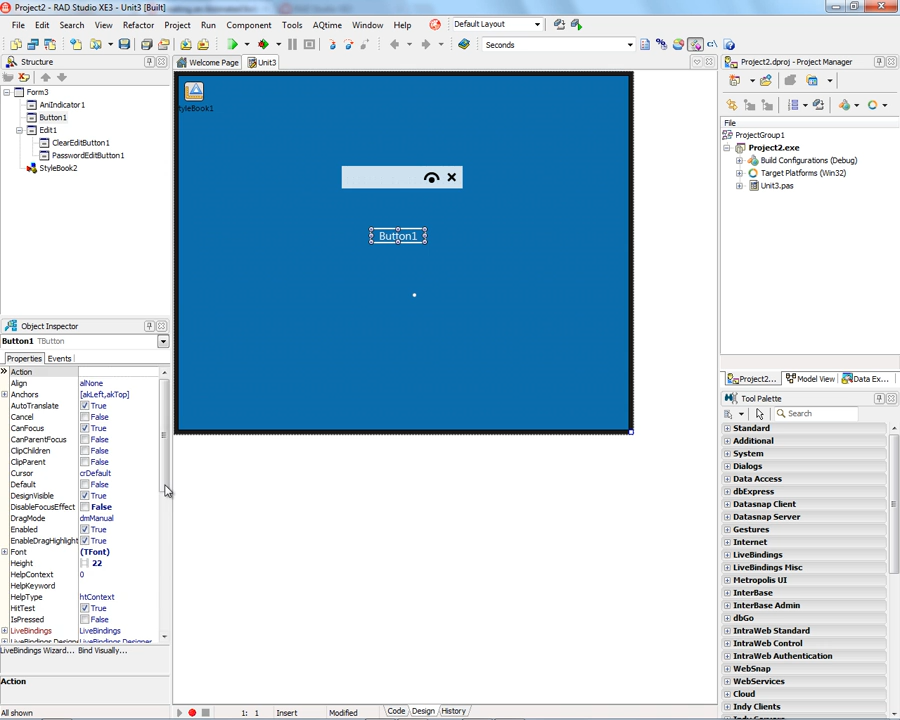 Project2 - RAD Studio XE3 - Unit3 [Built]
File Edit Search View Refactor Project Run Component Tools AQtime Window Help Default Layout
Seconds
Structure
Form3
AniIndicator1
Button1
Edit1
ClearEditButton1
PasswordEditButton1
StyleBook2
Welcome Page Unit3
tyleBook1
Button1
Object Inspector
Button1 TButton
Properties Events
Action
Align alNone
Anchors [akLeft,akTop]
AutoTranslate True
Cancel False
CanFocus True
CanParentFocus False
ClipChildren False
ClipParent False
Cursor crDefault
Default False
DesignVisible True
DisableFocusEffect False
DragMode dmManual
Enabled True
EnableDragHighlight True
Font (TFont)
Height 22
HelpContext 0
HelpKeyword
HelpType htContext
HitTest True
IsPressed False
LiveBindings LiveBindings
LiveBindings Designer LiveBindings Designer
LiveBindings Wizard... Bind Visually...
Action
All shown
1: 1 Insert Modified Code Design History
Project2.dproj - Project Manager
File
ProjectGroup1
Project2.exe
Build Configurations (Debug)
Target Platforms (Win32)
Unit3.pas
Project2... Model View Data Ex...
Tool Palette
Search
Standard
Additional
System
Dialogs
Data Access
dbExpress
Datasnap Client
Datasnap Server
Gestures
Internet
LiveBindings
LiveBindings Misc
Metropolis UI
InterBase
InterBase Admin
dbGo
IntraWeb Standard
IntraWeb Control
IntraWeb Authentication
WebSnap
WebServices
Cloud
Indy Clients